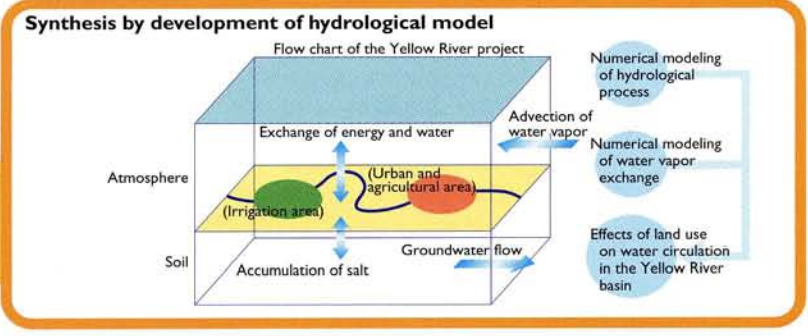 Synthesis by development of hydrological model
Flow chart of the Yellow River project
Numerical modeling
of hydrological
process
Advection of
water vapor
Exchange of energy and water
Numerical modeling
of water vapor
exchange
Atmosphere
(Urban and
agricultural area)
(Irrigation area)
Effects of land use
on water circulation
in the Yellow River
basin
Groundwater flow
Soil
Accumulation of salt